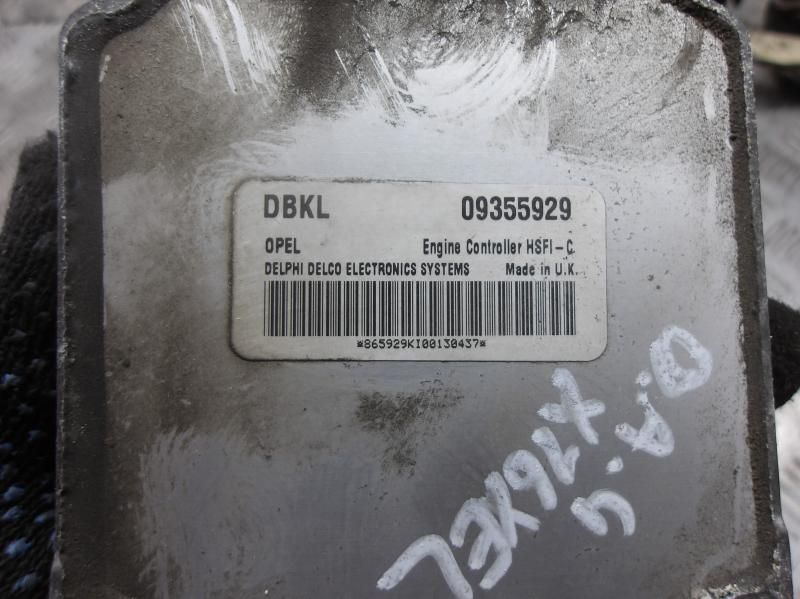 DBKL 09355929
OPEL Engine Controller HSFI-C
DELPHI DELCO ELECTRONICS SYSTEMS Made in U.K.
*865929KI00130437*